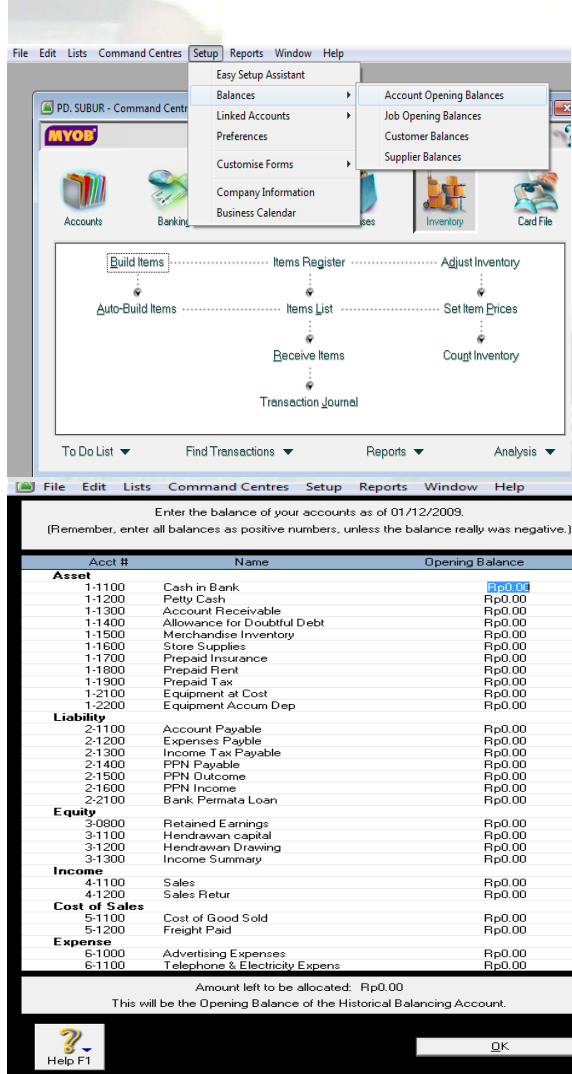 File Edit Lists Command Centres Setup Reports Window Help
Easy Setup Assistant
Balances
Linked Accounts
Preferences
Customise Forms
Company Information
Business Calendar
Account Opening Balances
Job Opening Balances
Customer Balances
Supplier Balances
PD. SUBUR - Command Centr
MYOB
Accounts Banking ses Inventory Card File
Build Items Items Register Adjust Inventory
Auto-Build Items Items List Set Item Prices
Receive Items Count Inventory
Transaction Journal
To Do List Find Transactions Reports Analysis
File Edit Lists Command Centres Setup Reports Window Help
Enter the balance of your accounts as of 01/12/2009.
(Remember, enter all balances as positive numbers, unless the balance really was negative.)
Acct # Name Opening Balance
Asset
1-1100 Cash in Bank Rp0.00
1-1200 Petty Cash Rp0.00
1-1300 Account Receivable Rp0.00
1-1400 Allowance for Doubtful Debt Rp0.00
1-1500 Merchandise Inventory Rp0.00
1-1600 Store Supplies Rp0.00
1-1700 Prepaid Insurance Rp0.00
1-1800 Prepaid Rent Rp0.00
1-1900 Prepaid Tax Rp0.00
1-2100 Equipment at Cost Rp0.00
1-2200 Equipment Accum Dep Rp0.00
Liability
2-1100 Account Payable Rp0.00
2-1200 Expenses Payble Rp0.00
2-1300 Income Tax Payable Rp0.00
2-1400 PPN Payable Rp0.00
2-1500 PPN Outcome Rp0.00
2-1600 PPN Income Rp0.00
2-2100 Bank Permata Loan Rp0.00
Equity
3-0800 Retained Earnings Rp0.00
3-1100 Hendrawan capital Rp0.00
3-1200 Hendrawan Drawing Rp0.00
3-1300 Income Summary Rp0.00
Income
4-1100 Sales Rp0.00
4-1200 Sales Retur Rp0.00
Cost of Sales
5-1100 Cost of Good Sold Rp0.00
5-1200 Freight Paid Rp0.00
Expense
6-1000 Advertising Expenses Rp0.00
6-1100 Telephone & Electricity Expens Rp0.00
Amount left to be allocated: Rp0.00
This will be the Opening Balance of the Historical Balancing Account.
Help F1
OK